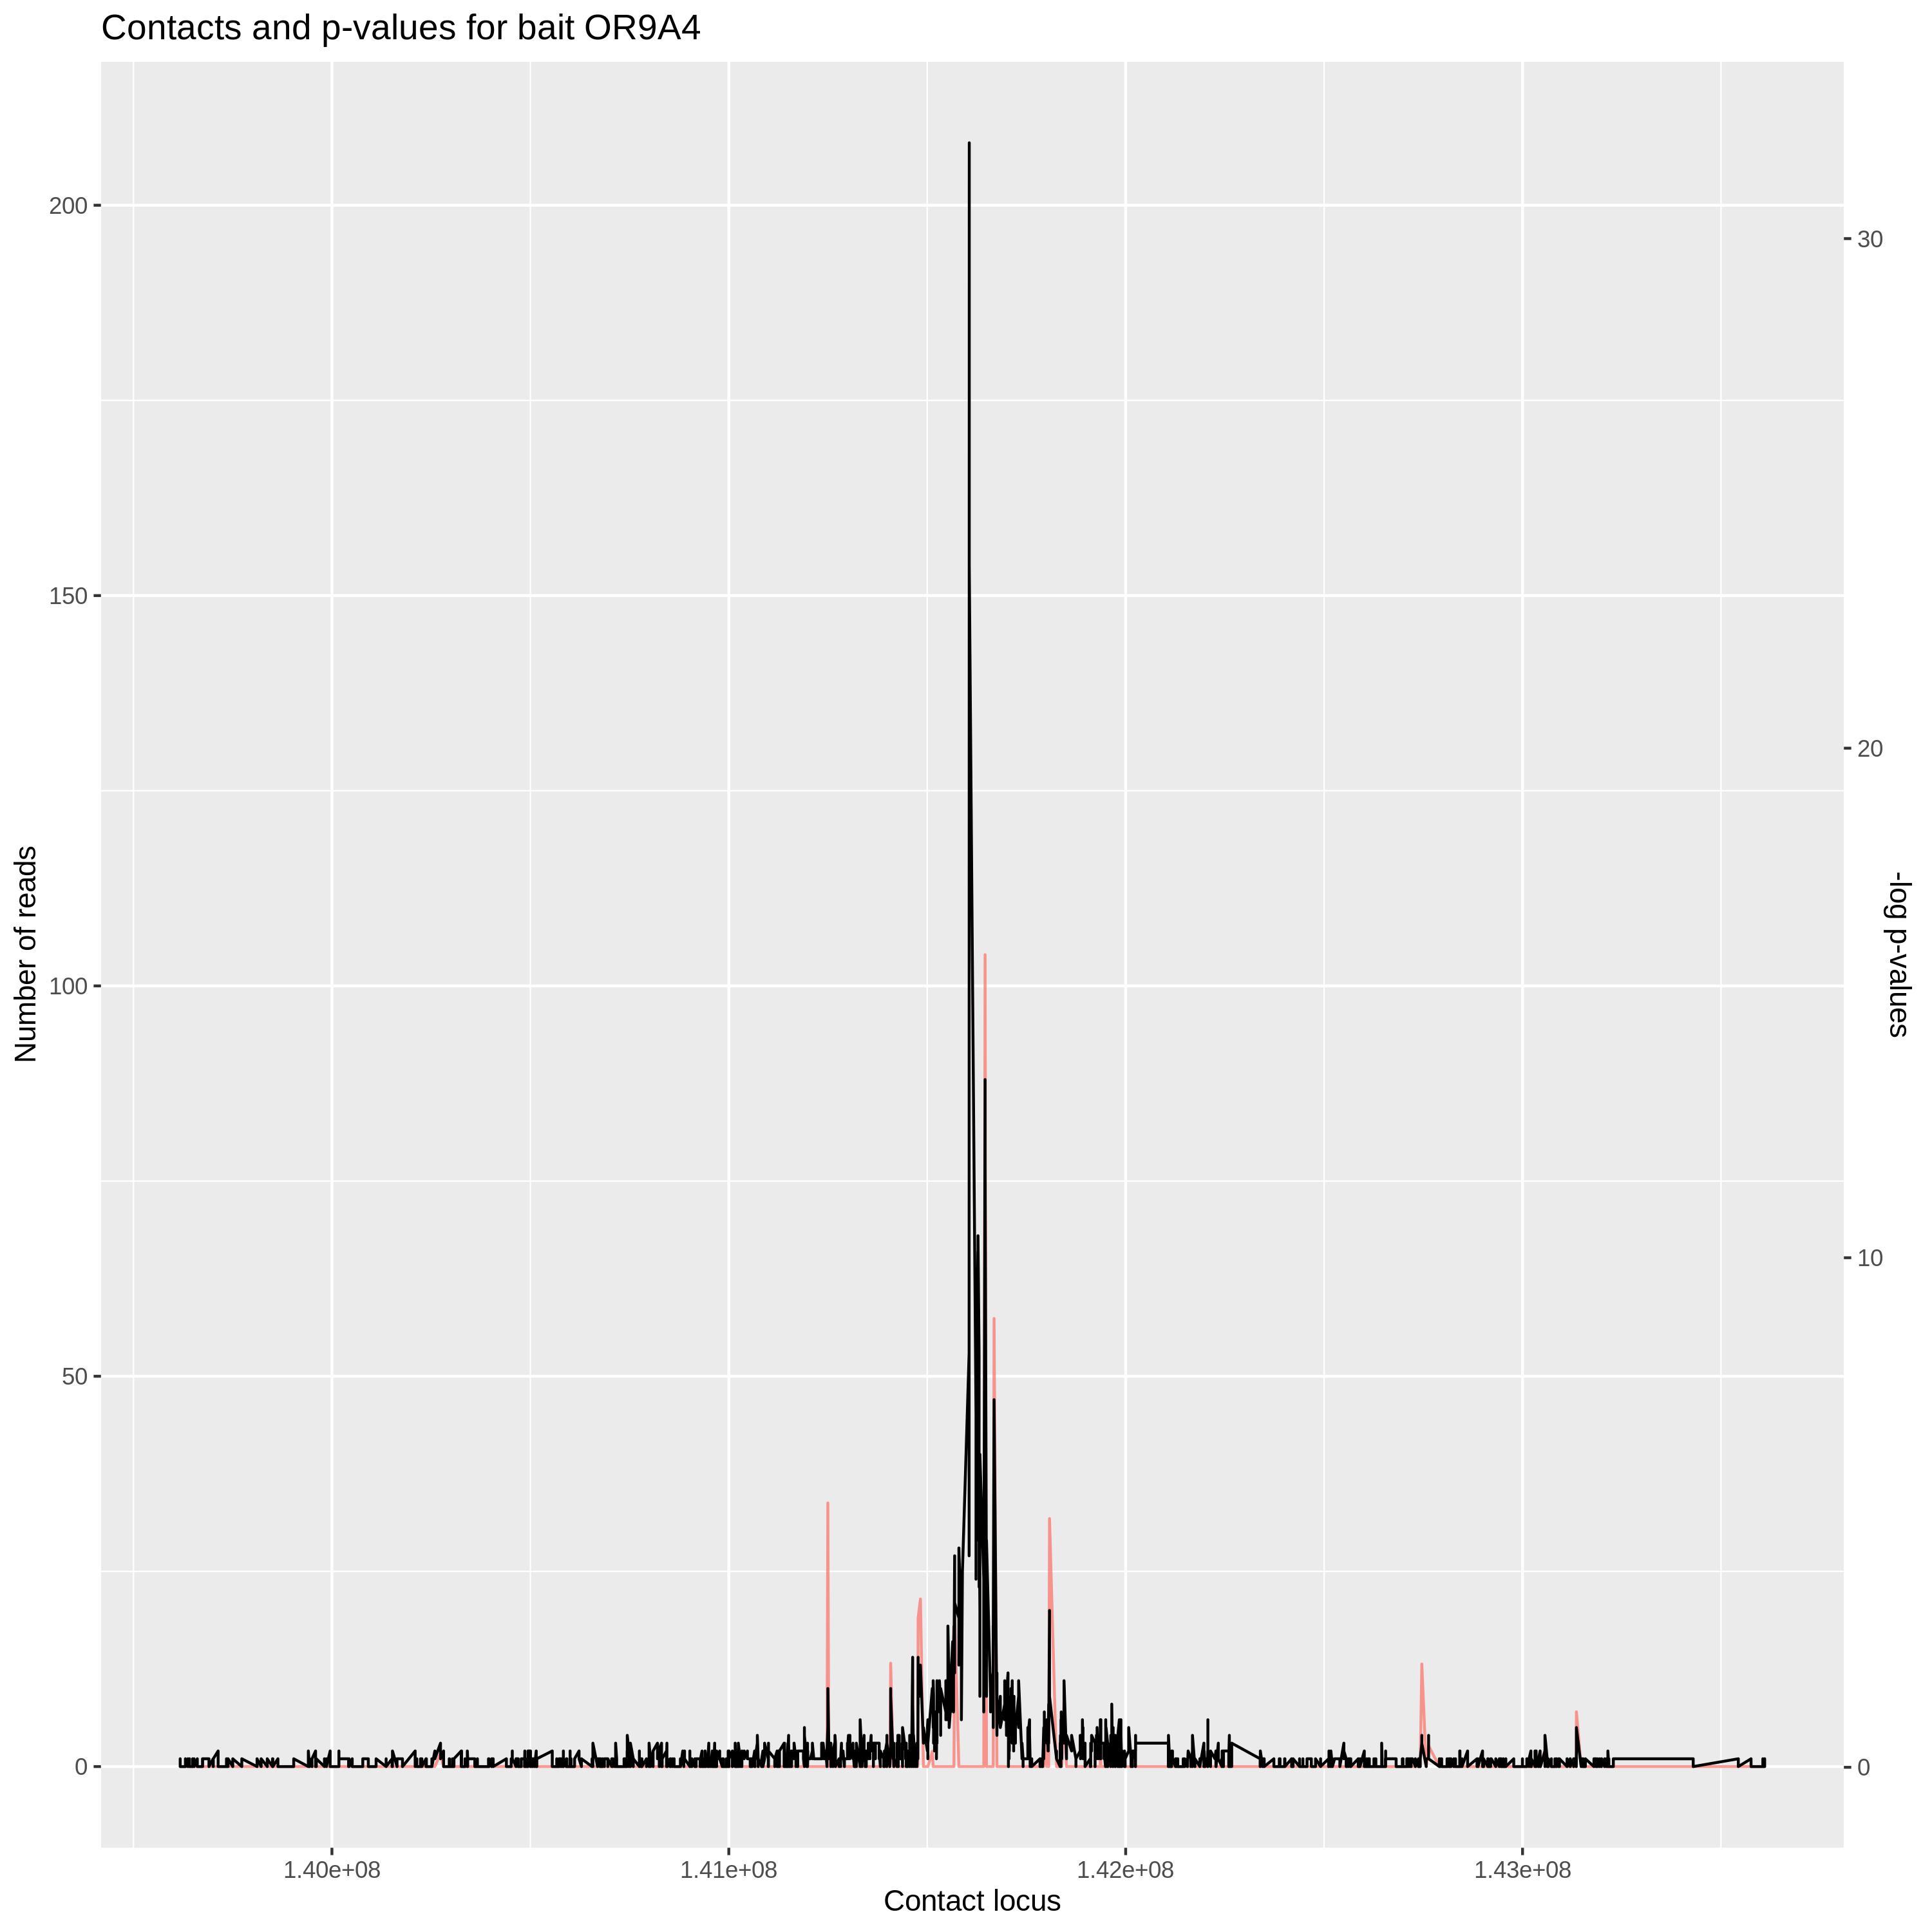 Contacts and p-values for bait OR9A4
200
150
100
50
0
Number of reads
30
20
10
0
-log p-values
1.40e+08
1.41e+08
1.42e+08
1.43e+08
Contact locus